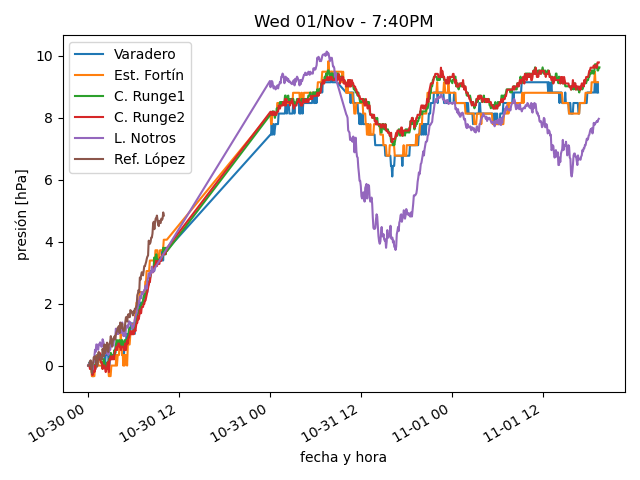 Wed 01/Nov - 7:40PM
Varadero
Est. Fortín
C. Runge1
C. Runge2
L. Notros
Ref. López
presión [hPa]
10
8
6
4
2
0
10-30 00
10-30 12
10-31 00
10-31 12
11-01 00
11-01 12
fecha y hora